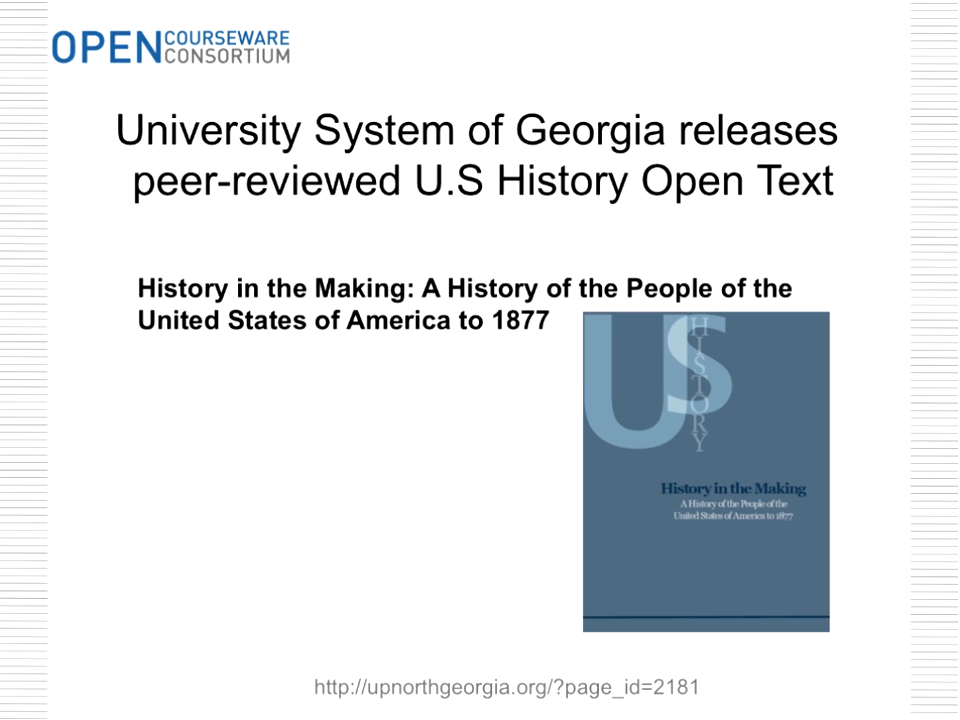 OPEN COURSEWARE
CONSORTIUM
University System of Georgia releases
peer-reviewed U.S History Open Text
History in the Making: A History of the People of the
United States of America to 1877
US
HISTORY
History in the Making
A History of the People of the
United States of America to 1877
http://upnorthgeorgia.org/?page_id=2181